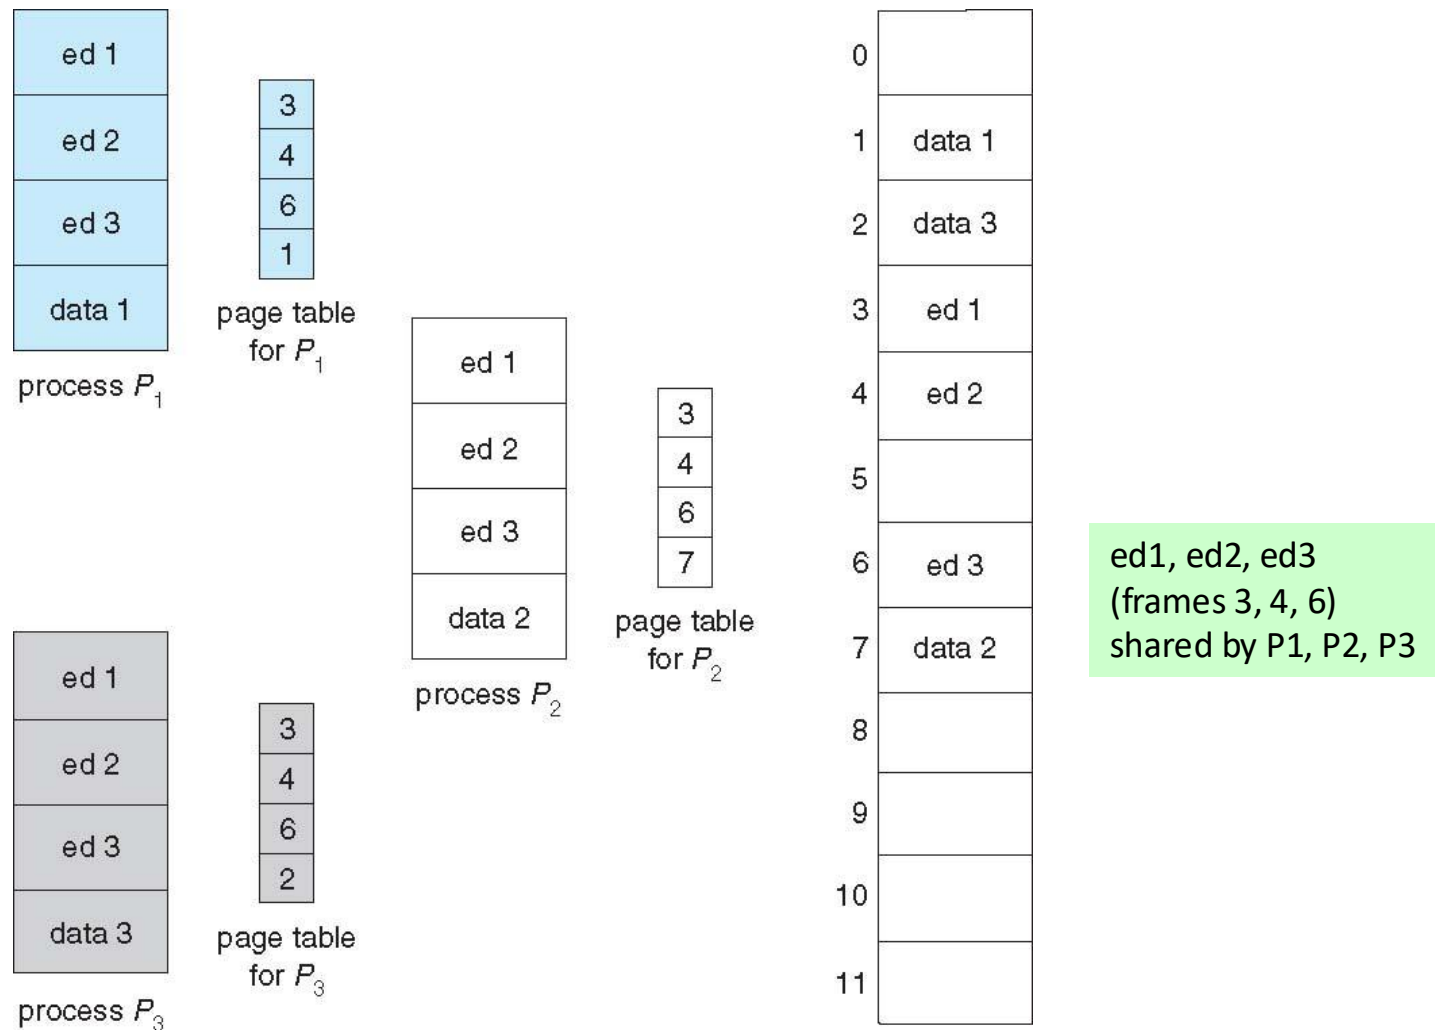 ed 1
ed 2
ed 3
data 1
process P₁
3
4
6
1
page table
for P₁
ed 1
ed 2
ed 3
data 2
process P₂
3
4
6
7
page table
for P₂
ed 1
ed 2
ed 3
data 3
process P₃
3
4
6
2
page table
for P₃
0
1 data 1
2 data 3
3 ed 1
4 ed 2
5
6 ed 3
7 data 2
8
9
10
11
ed1, ed2, ed3
(frames 3, 4, 6)
shared by P1, P2, P3